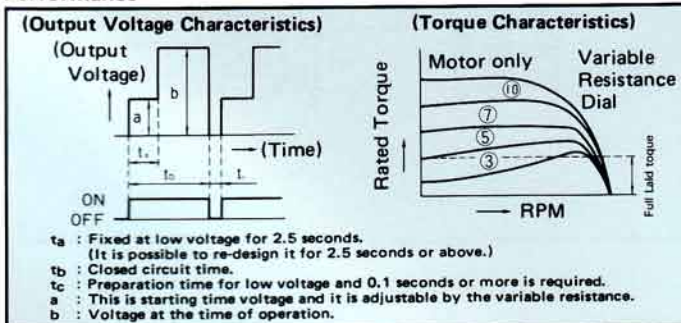 (Output Voltage Characteristics)
(Output
Voltage)
a
b
(Time)
ta
tb
tc
ON
OFF
(Torque Characteristics)
Motor only
Variable
Resistance
Dial
⑩
⑦
⑤
③
Rated Torque
RPM
Full Lald toque
ta : Fixed at low voltage for 2.5 seconds.
(It is possible to re-design it for 2.5 seconds or above.)
tb : Closed circuit time.
tc : Preparation time for low voltage and 0.1 seconds or more is required.
a : This is starting time voltage and it is adjustable by the variable resistance.
b : Voltage at the time of operation.